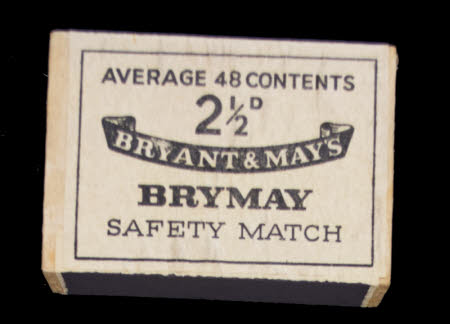 AVERAGE 48 CONTENTS
2½D
BRYANT & MAY'S
BRYMAY
SAFETY MATCH